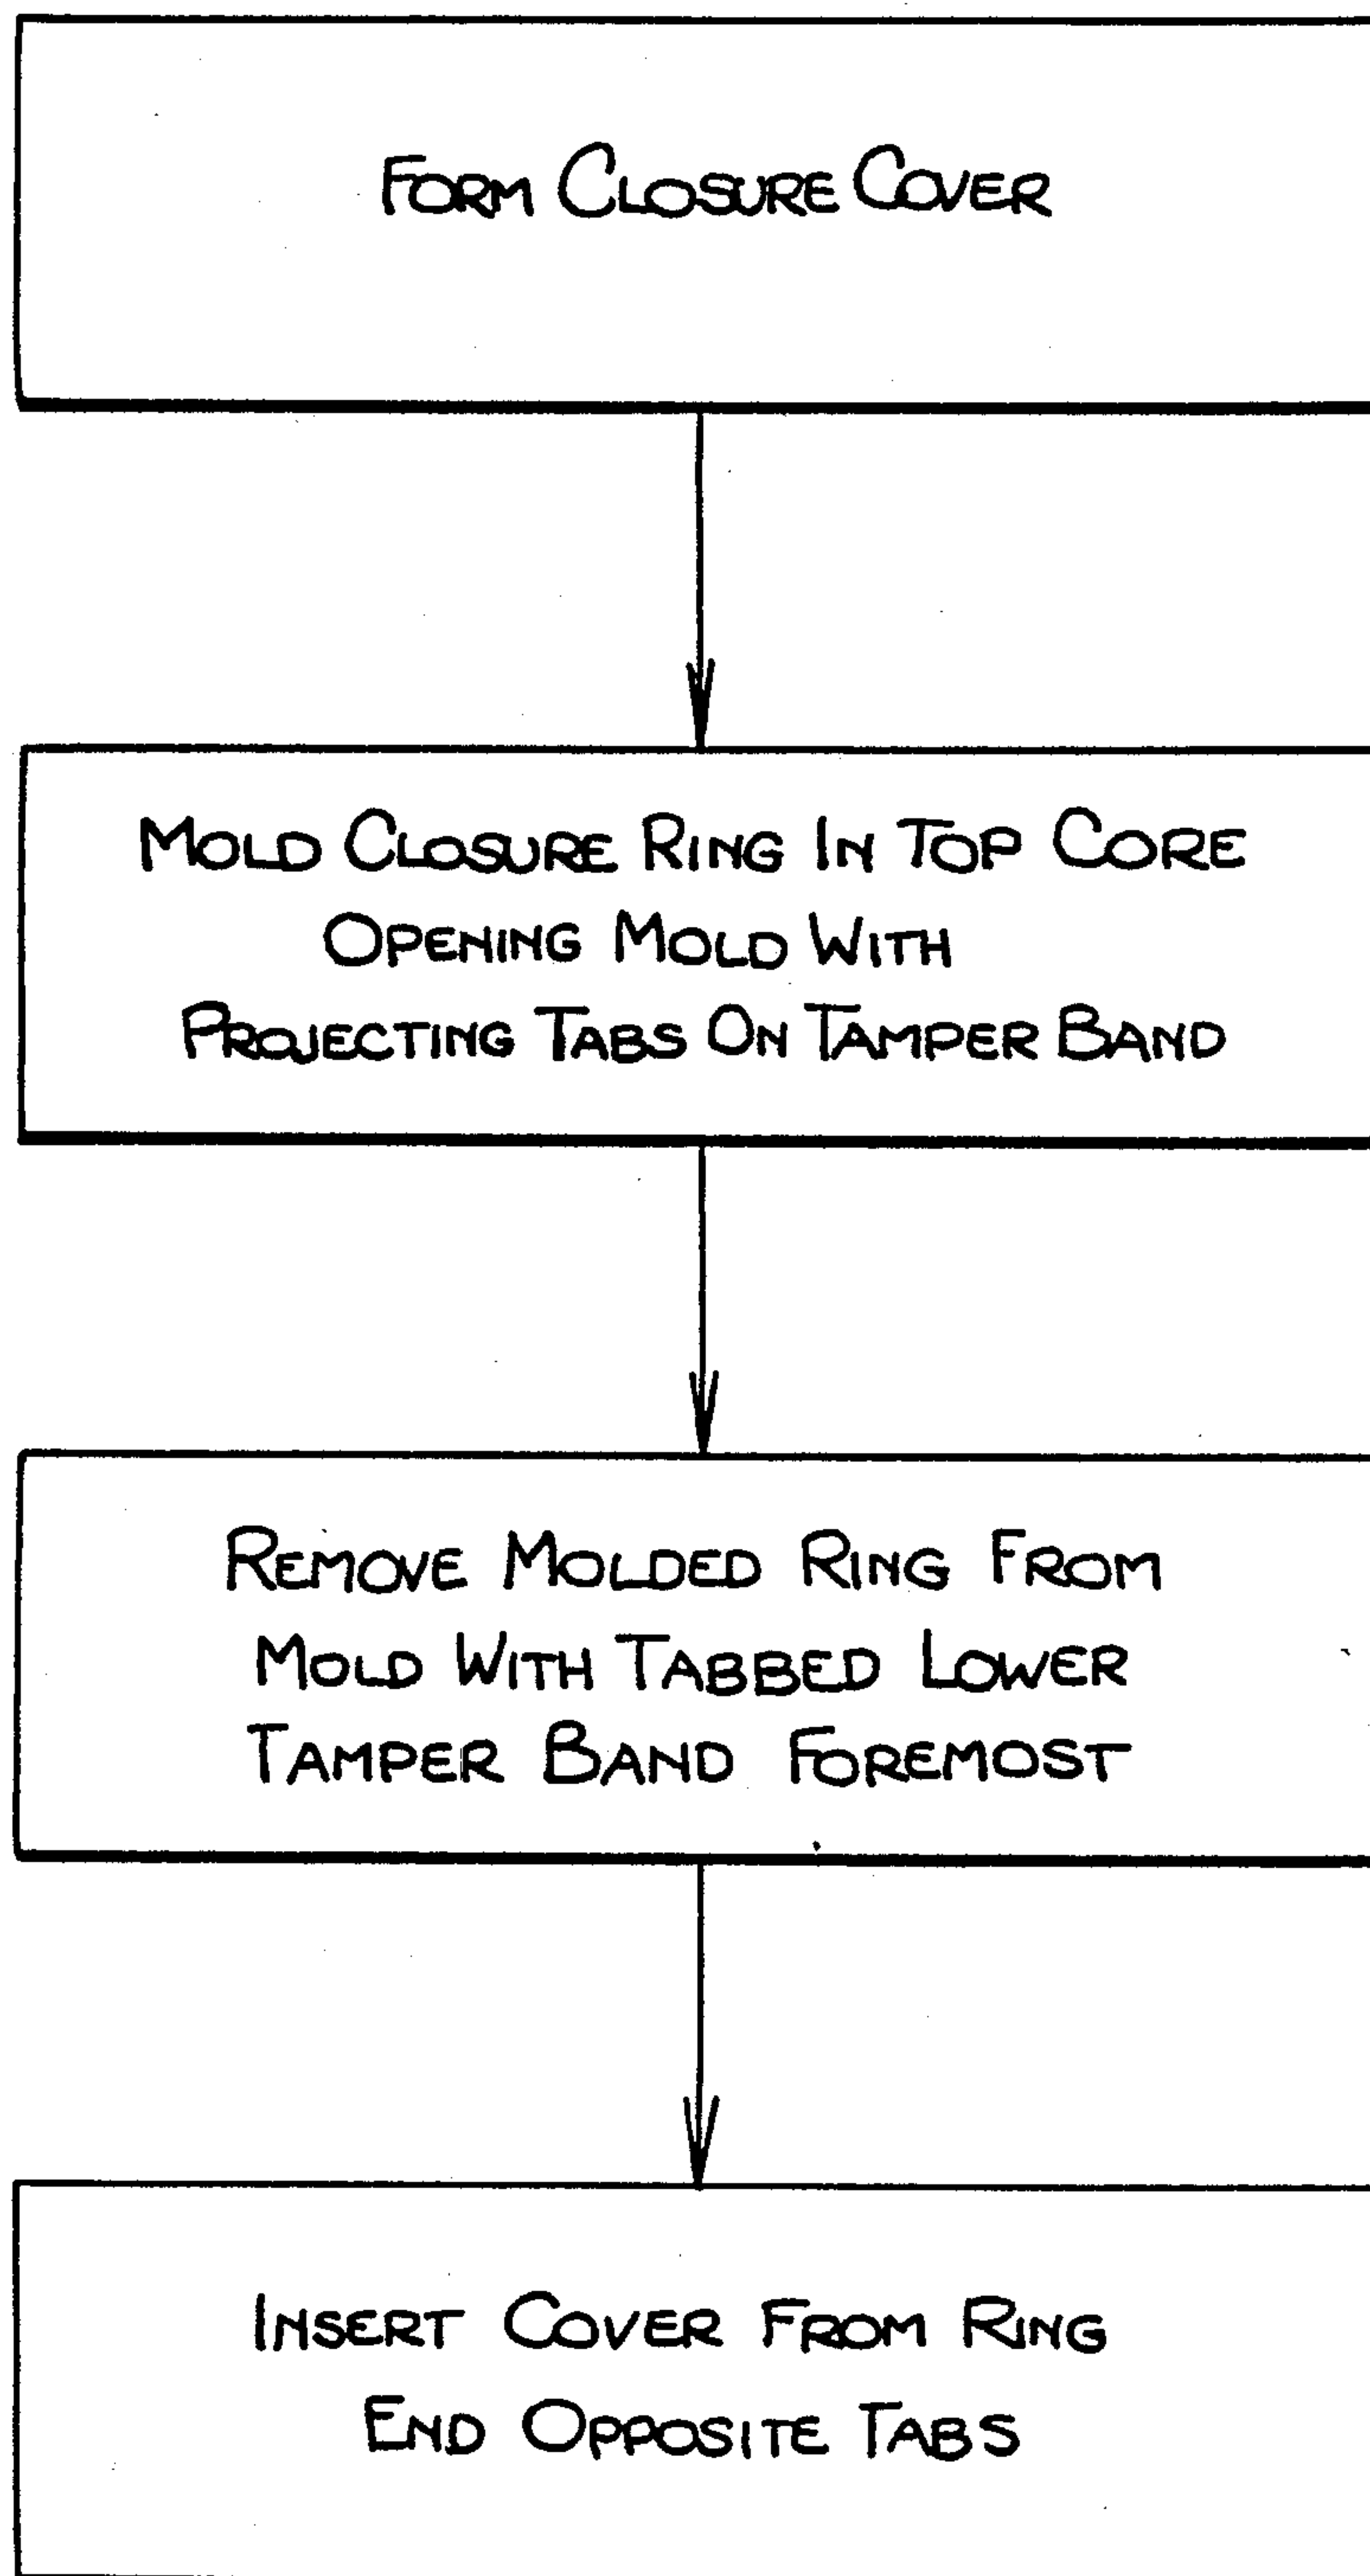 FORM CLOSURE COVER
MOLD CLOSURE RING IN TOP CORE
OPENING MOLD WITH
PROJECTING TABS ON TAMPER BAND
REMOVE MOLDED RING FROM
MOLD WITH TABBED LOWER
TAMPER BAND FOREMOST
INSERT COVER FROM RING
END OPPOSITE TABS